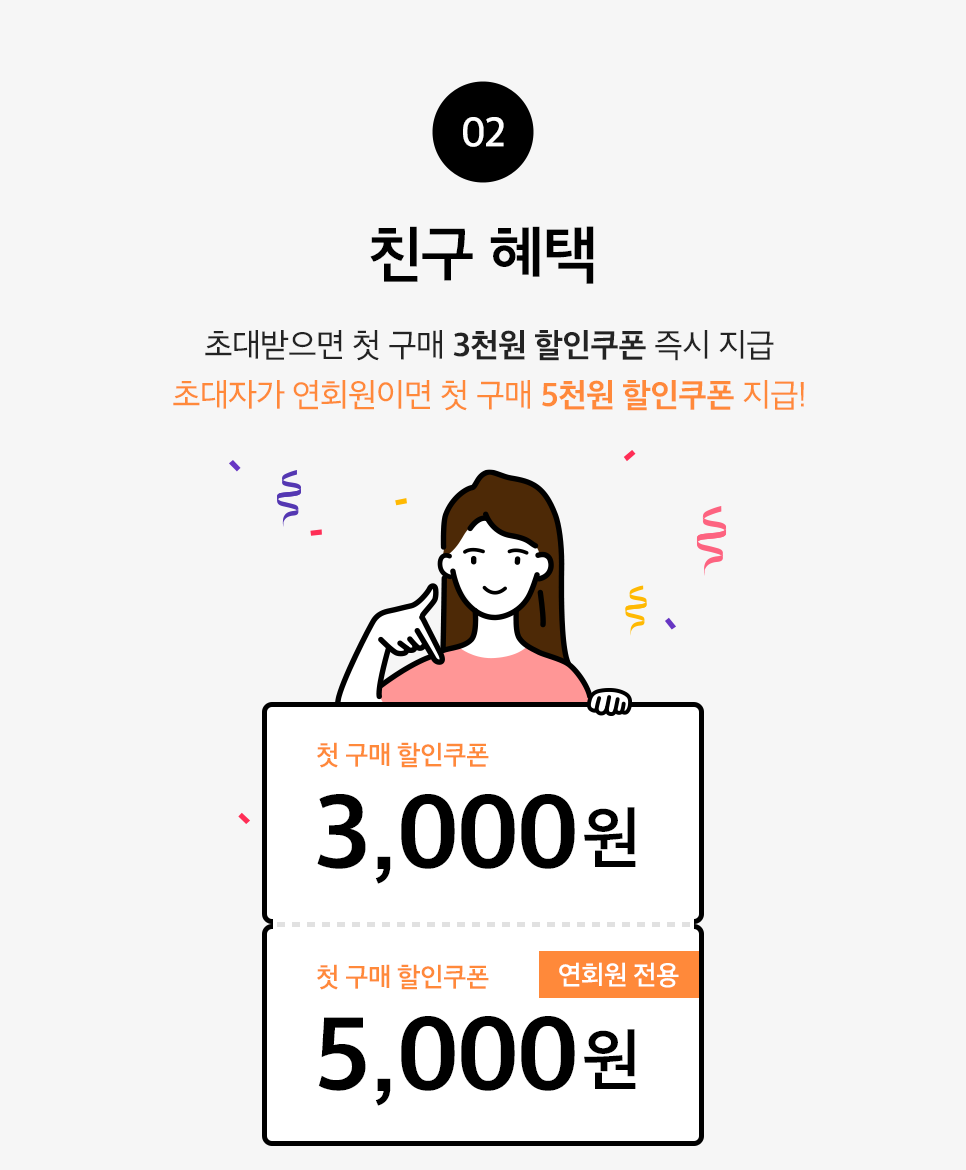 02
친구 혜택
초대받으면 첫 구매 3천원 할인쿠폰 즉시 지급
초대자가 연회원이면 첫 구매 5천원 할인쿠폰 지급!
첫 구매 할인쿠폰
3,000원
첫 구매 할인쿠폰 연회원 전용
5,000원